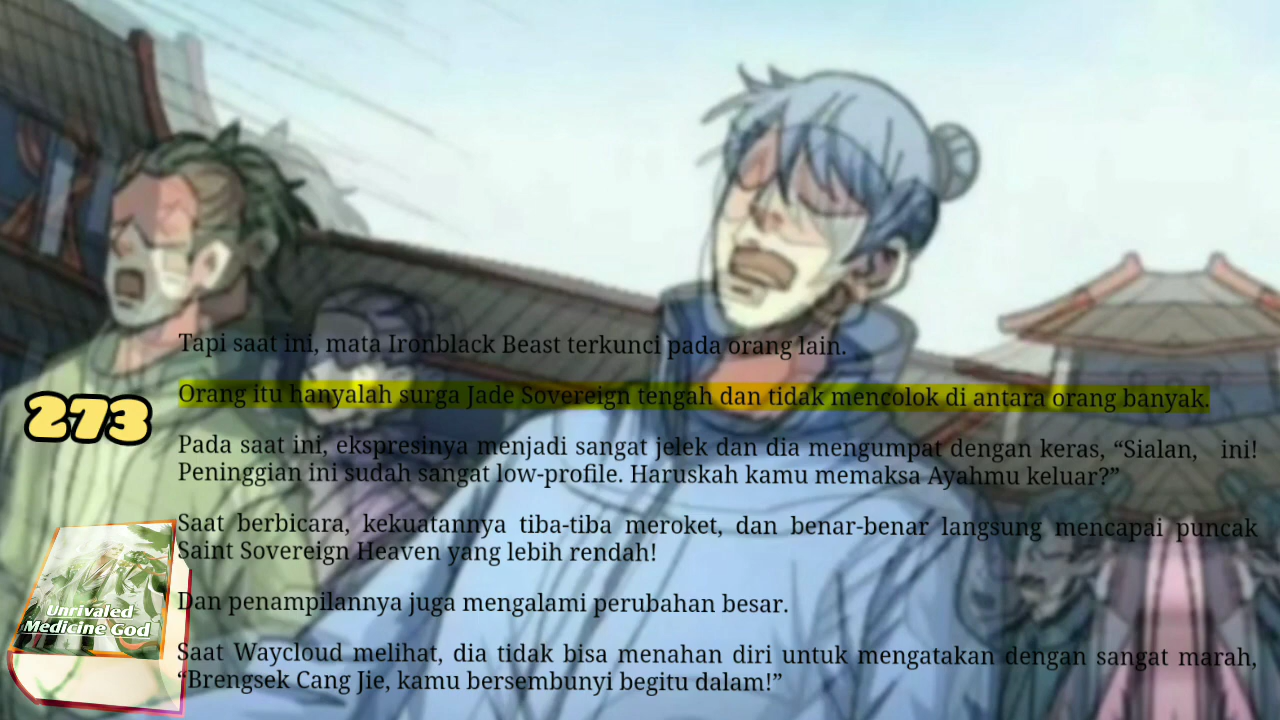 Tapi saat ini, mata Ironblack Beast terkunci pada orang lain.
Orang itu hanyalah surga Jade Sovereign tengah dan tidak mencolok di antara orang banyak.
273
Pada saat ini, ekspresinya menjadi sangat jelek dan dia mengumpat dengan keras, “Sialan, ini!
Peninggian ini sudah sangat low-profile. Haruskah kamu memaksa Ayahmu keluar?”
Saat berbicara, kekuatannya tiba-tiba meroket, dan benar-benar langsung mencapai puncak
Saint Sovereign Heaven yang lebih rendah!
Dan penampilannya juga mengalami perubahan besar.
Unrivaled
Medicine God
Saat Waycloud melihat, dia tidak bisa menahan diri untuk mengatakan dengan sangat marah,
“Brengsek Cang Jie, kamu bersembunyi begitu dalam!”